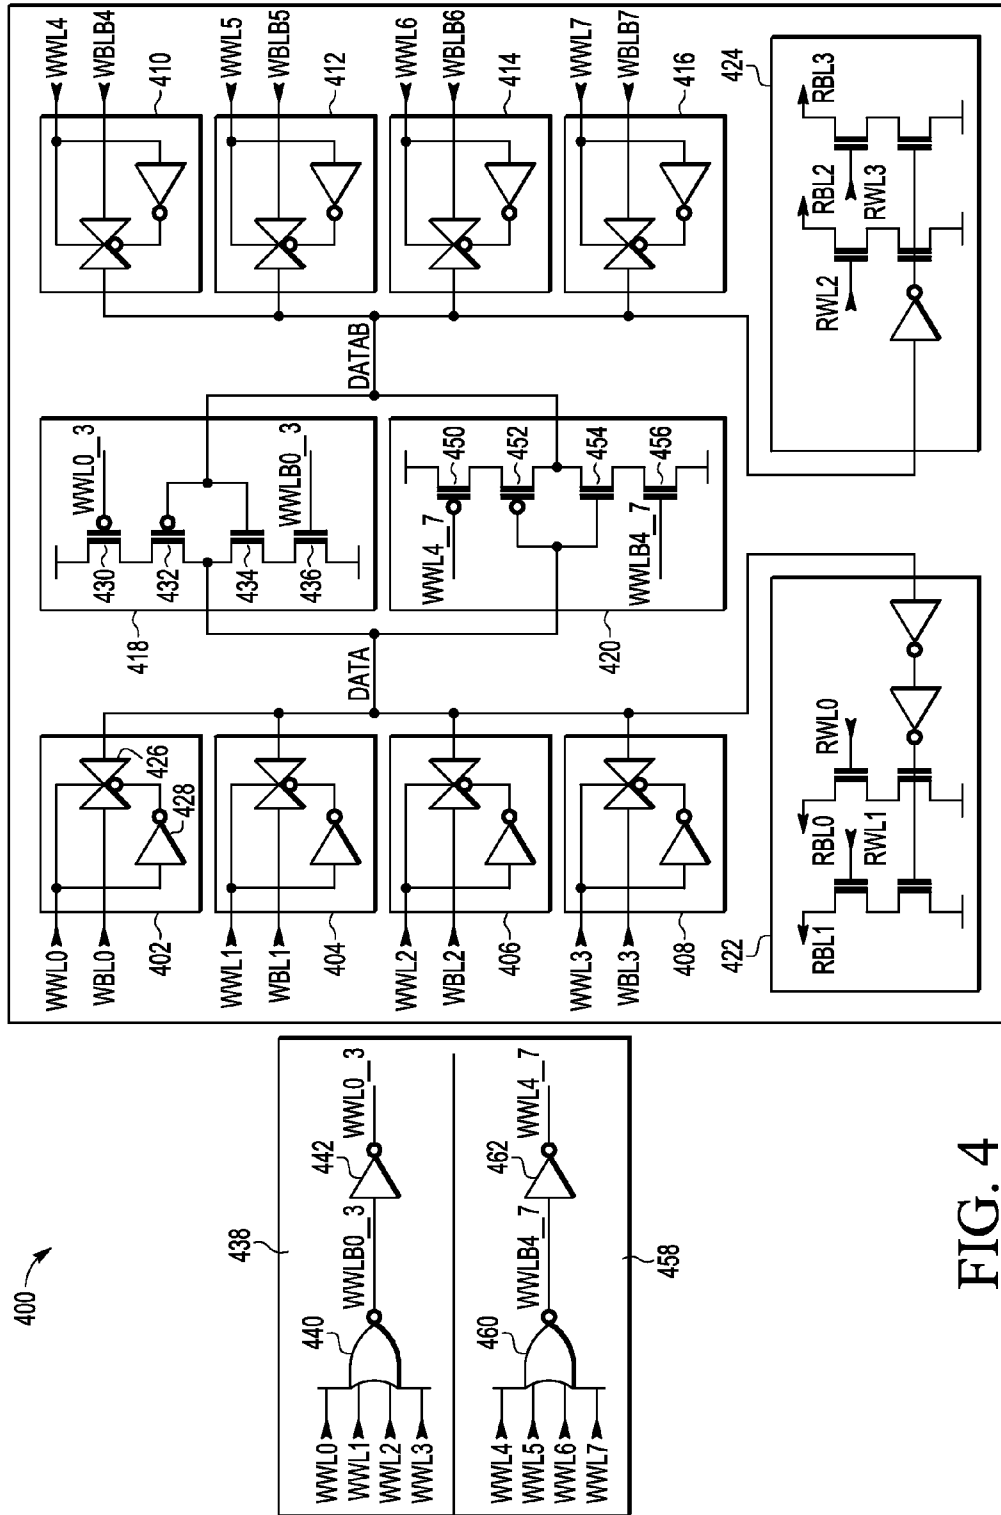 400
438
WWL0
WWL1
WWL2
WWL3
440
WWLB0_3
442
WWL0_3
WWL4
WWL5
WWL6
WWL7
460
WWLB4_7
462
WWL4_7
458
WWL0
WBL0
402
426
428
WWL1
WBL1
404
WWL2
WBL2
406
WWL3
WBL3
408
DATA
418
430
432
434
436
WWL0_3
WWLB0_3
420
WWL4_7
WWLB4_7
450
452
454
456
DATAB
WWL4
WBLB4
410
WWL5
WBLB5
412
WWL6
WBLB6
414
WWL7
WBLB7
416
422
RBL1
RBL0
RWL1
RWL0
424
RWL2
RBL2
RWL3
RBL3
FIG. 4